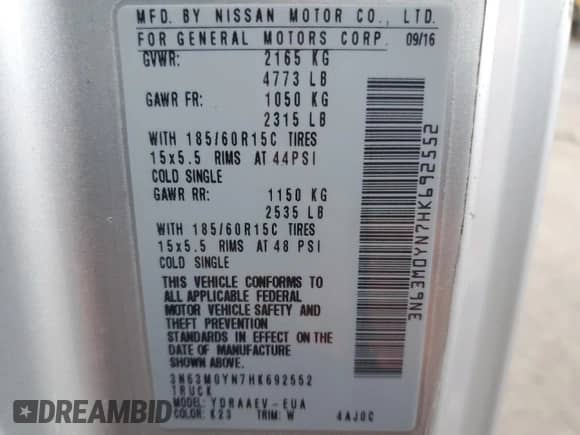 MFD. BY NISSAN MOTOR CO., LTD.
FOR GENERAL MOTORS CORP. 09/16
GVWR: 2165 KG
4773 LB
GAWR FR: 1050 KG
2315 LB
WITH 185/60R15C TIRES
15x5.5 RIMS AT 44PSI
COLD SINGLE
GAWR RR: 1150 KG
2535 LB
WITH 185/60R15C TIRES
15x5.5 RIMS AT 48 PSI
COLD SINGLE
THIS VEHICLE CONFORMS TO
ALL APPLICABLE FEDERAL
MOTOR VEHICLE SAFETY AND
THEFT PREVENTION
STANDARDS IN EFFECT ON THE
DATE OF MANUFACTURE
SHOWN ABOVE.
3N63M0YN7HK692552
TRUCK
MODEL: YDRAAEV-EUA
COLOR: K23 TRIM: W 4AJ0C
3N63M0YN7HK692552
DREAMBID